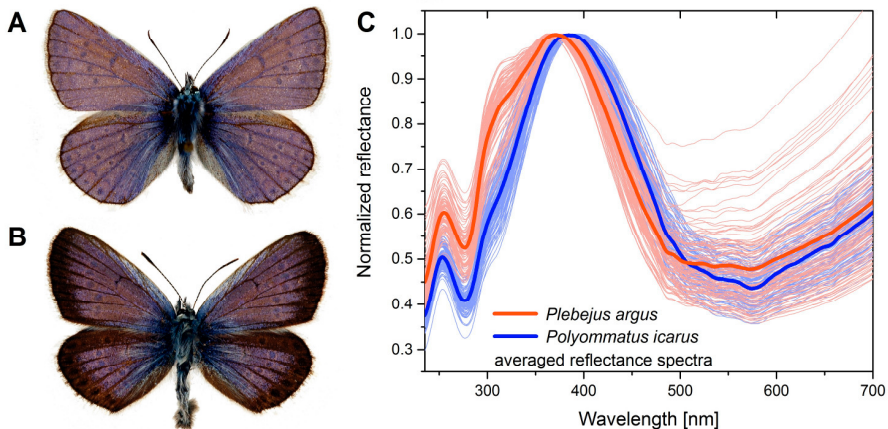 A
B
C
Normalized reflectance
1.0
0.9
0.8
0.7
0.6
0.5
0.4
0.3
Plebejus argus
Polyommatus icarus
averaged reflectance spectra
300 400 500 600 700
Wavelength [nm]